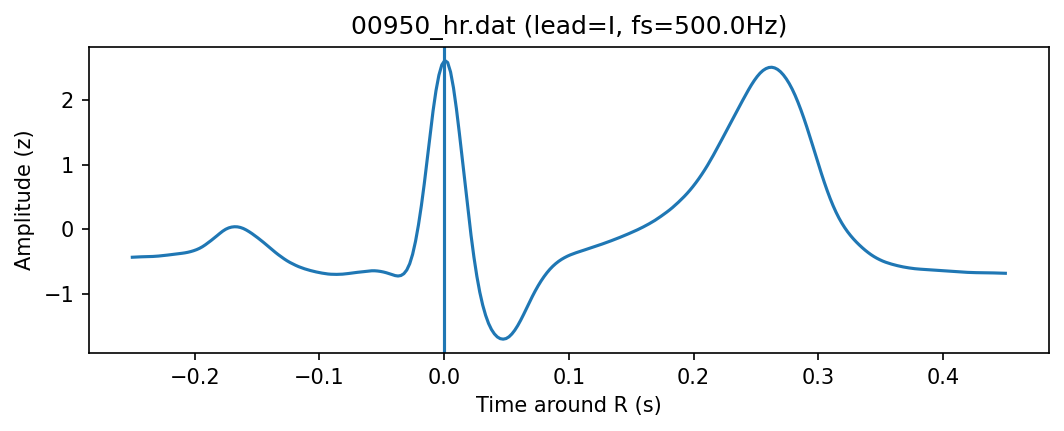 00950_hr.dat (lead=I, fs=500.0Hz)
Amplitude (z)
2
1
0
−1
−0.2 −0.1 0.0 0.1 0.2 0.3 0.4
Time around R (s)